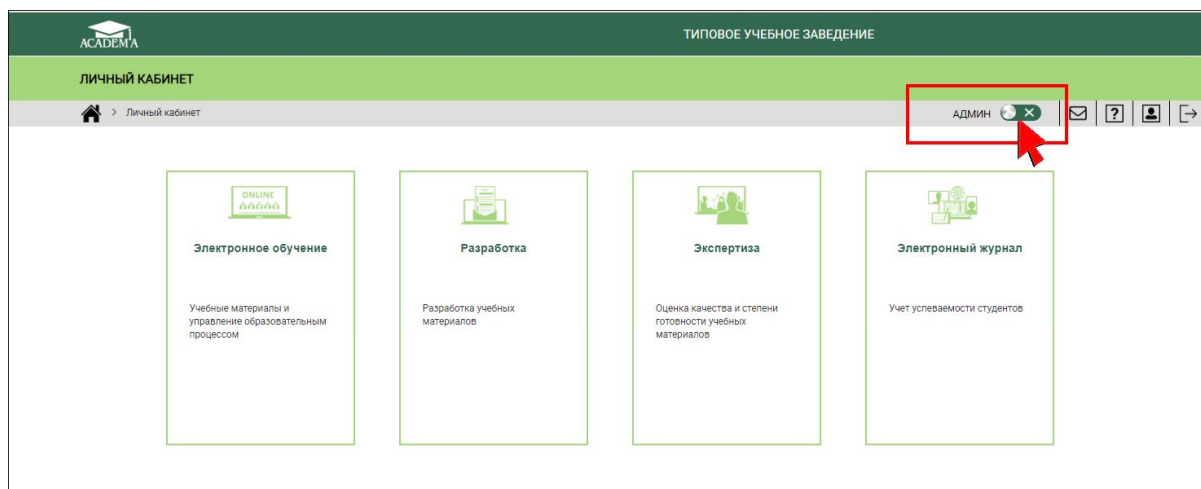 ACADEM'A
ТИПОВОЕ УЧЕБНОЕ ЗАВЕДЕНИЕ
ЛИЧНЫЙ КАБИНЕТ
> Личный кабинет
АДМИН
?
ONLINE
Электронное обучение
Учебные материалы и
управление образовательным
процессом
Разработка
Разработка учебных
материалов
Экспертиза
Оценка качества и степени
готовности учебных
материалов
Электронный журнал
Учет успеваемости студентов